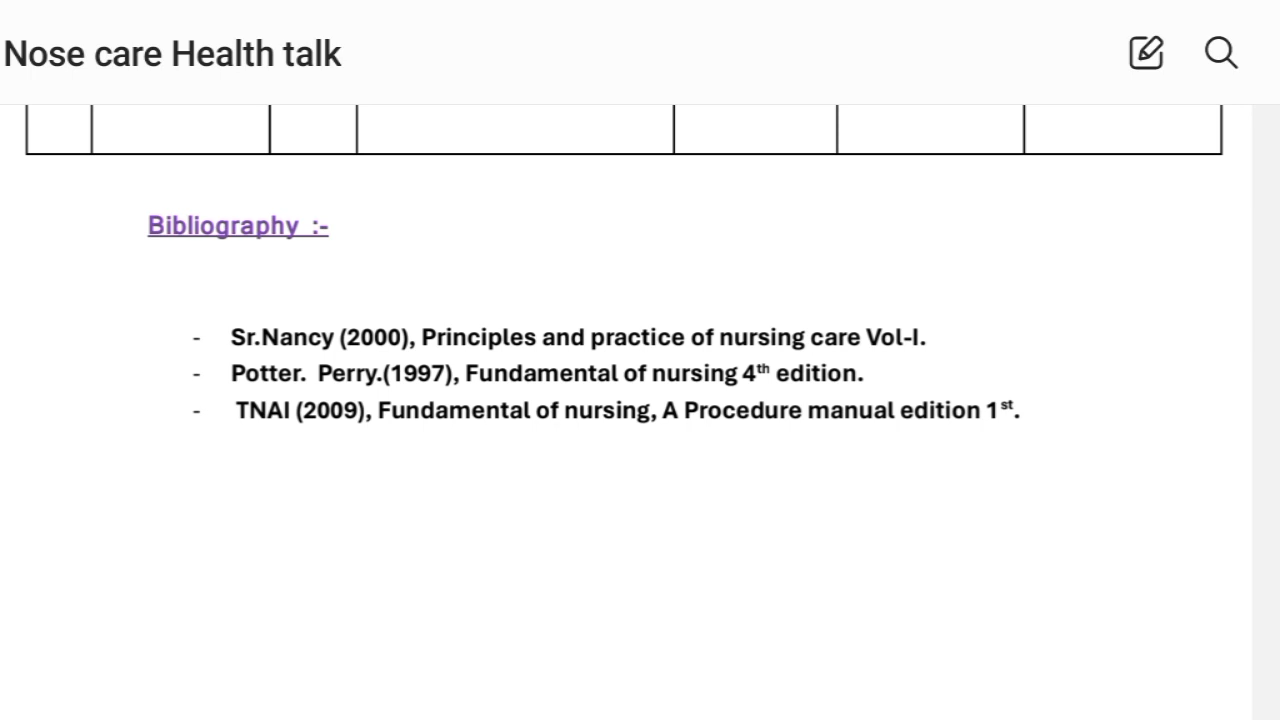 Nose care Health talk
Bibliography :-
- Sr.Nancy (2000), Principles and practice of nursing care Vol-I.
- Potter. Perry.(1997), Fundamental of nursing 4th edition.
- TNAI (2009), Fundamental of nursing, A Procedure manual edition 1st.